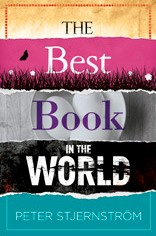 THE
Best
Book
IN THE
WORLD
PETER STJERNSTRÖM